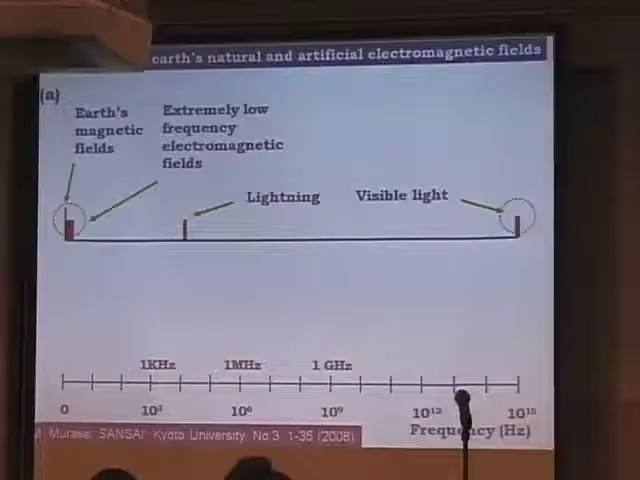 earth's natural and artificial electromagnetic fields
(a)
Earth's magnetic fields
Extremely low frequency electromagnetic fields
Lightning
Visible light
1KHz 1MHz 1 GHz
0 10³ 10⁶ 10⁹ 10¹² 10¹⁵
Frequency (Hz)
Murase: SANSAI: Kyoto University No.3 1-35 (2008)